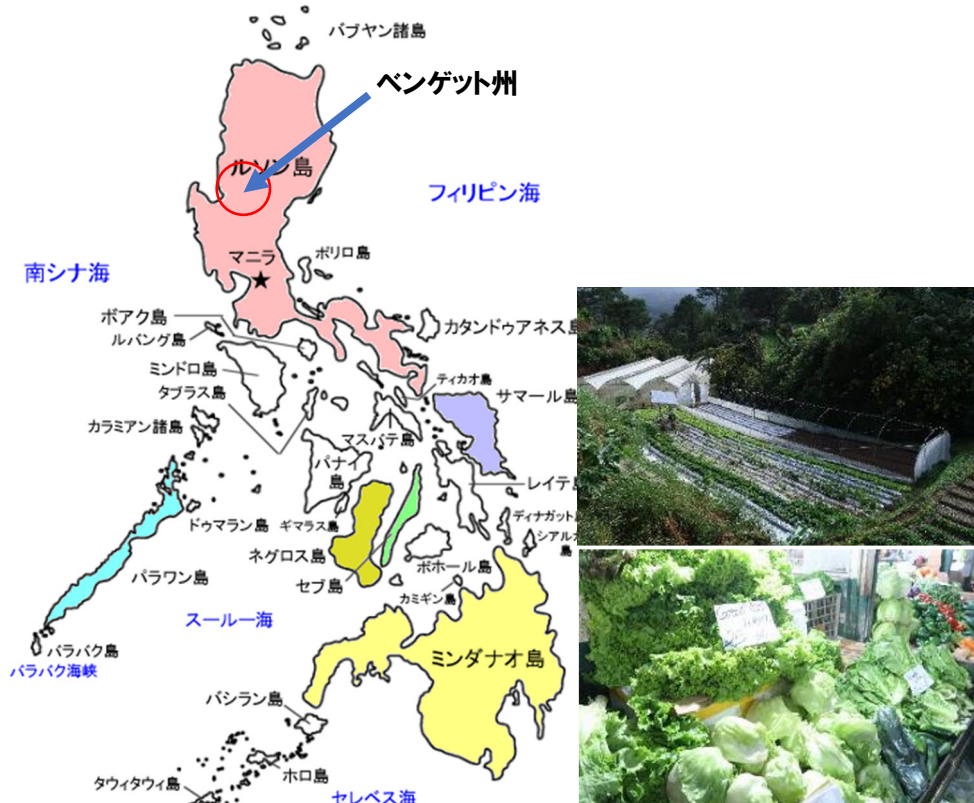 バブヤン諸島
ベンゲット州
ルソン島
フィリピン海
マニラ
ポリロ島
南シナ海
ボアク島
カタンドゥアネス
ルバング島
ミンドロ島
ティカオ島
タブラス島
サマール島
カラミアン諸島
マスバテ島
パナイ
島
レイテ
ドゥマラン島
ギマラス島
ディナガット
シアルガ
島
ネグロス島
ボホール島
パラワン島
セブ島
カミギン島
スールー海
バラバク島
ミンダナオ島
バラバク海峡
バシラン島
ホロ島
タウィタウィ島
セレベス海